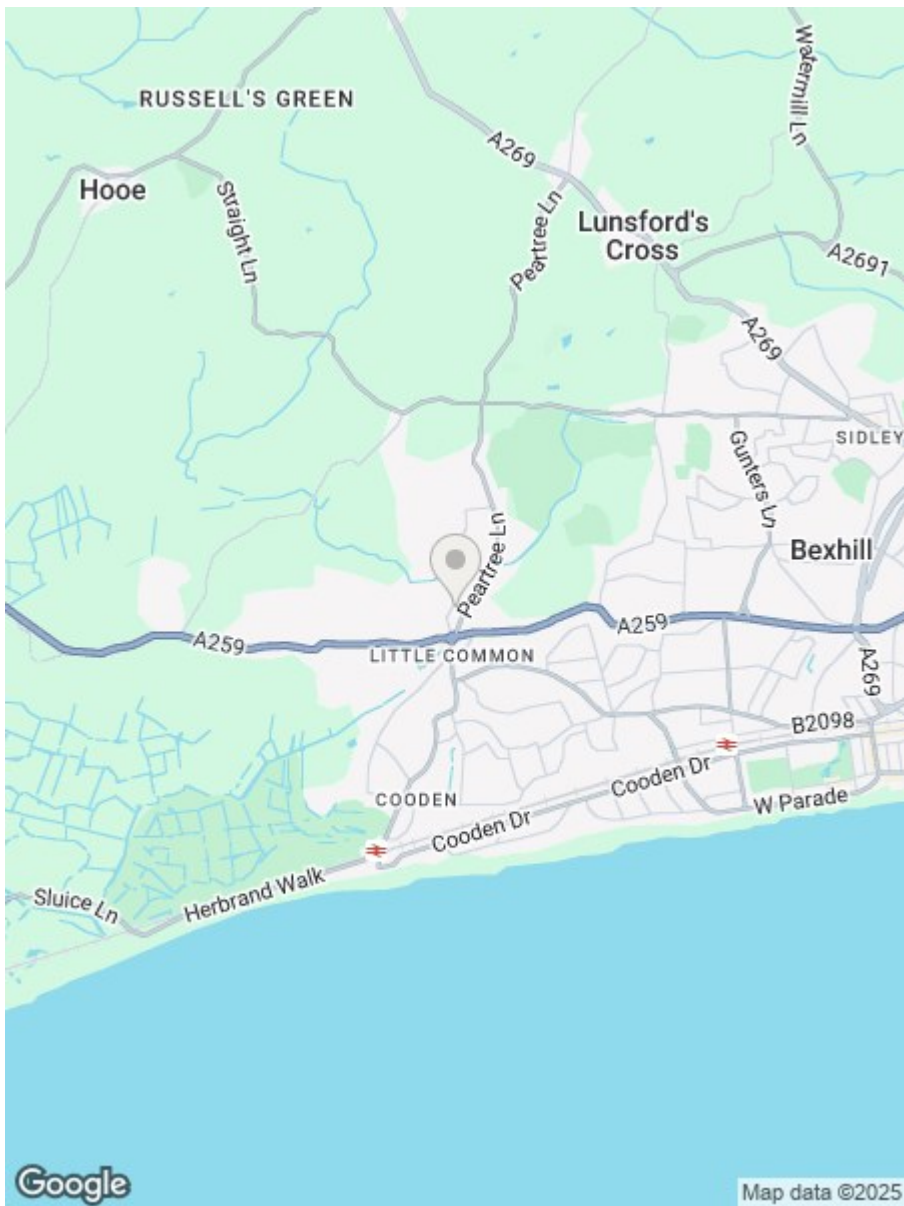 Watermill Ln
RUSSELL'S GREEN
A269
Hooe
Straight Ln
Peartree Ln
Lunsford's
Cross
A2691
A269
SIDLEY
Gunters Ln
Peartree Ln
Bexhill
A259
A259
LITTLE COMMON
A269
B2098
Cooden Dr
COODEN
W Parade
Cooden Dr
Herbrand Walk
Sluice Ln
Google
Map data ©2025